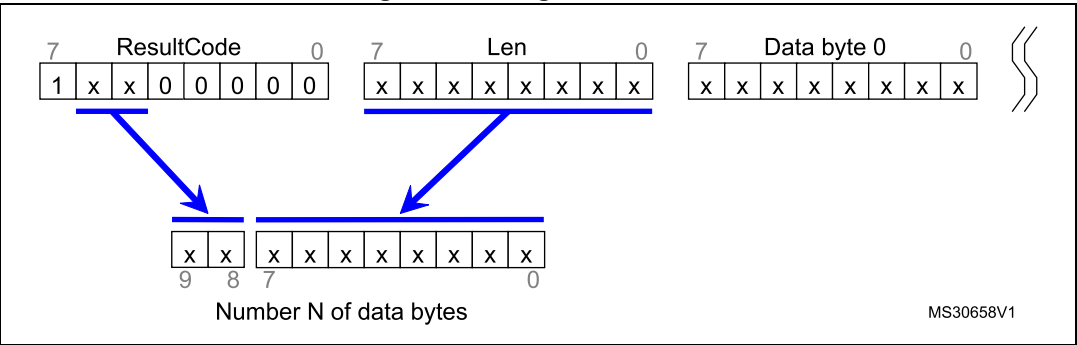 7 ResultCode 0 7 Len 0 7 Data byte 0 0
1 x x 0 0 0 0 0 x x x x x x x x x x x x x x x x
x x x x x x x x x x
9 8 7 0
Number N of data bytes
MS30658V1